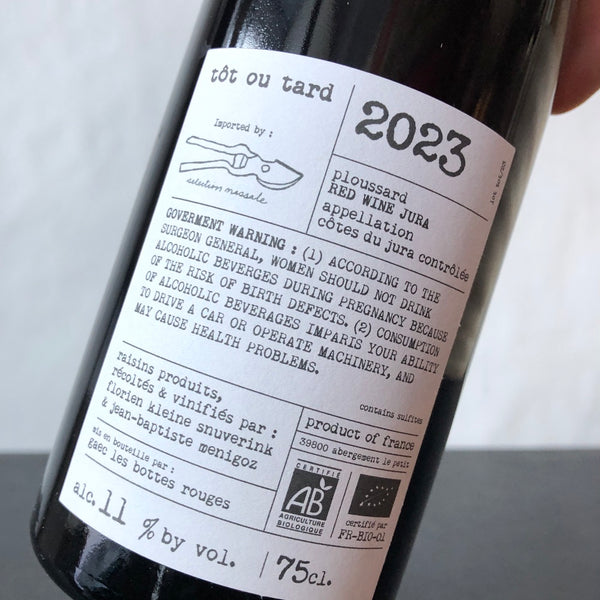 tôt ou tard
2023
Imported by :
selection massale
ploussard
RED WINE JURA
appellation
côtes du jura contrôlée
GOVERMENT WARNING : (1) ACCORDING TO THE
SURGEON GENERAL, WOMEN SHOULD NOT DRINK
ALCOHOLIC BEVERGES DURING PREGNANCY BECAUSE
OF THE RISK OF BIRTH DEFECTS. (2) CONSUMPTION
OF ALCOHOLIC BEVERAGES IMPARIS YOUR ABILITY
TO DRIVE A CAR OR OPERATE MACHINERY, AND
MAY CAUSE HEALTH PROBLEMS.
contains sulfites
raisins produits,
récoltés & vinifiés par :
florien kleine snuverink
& jean-baptiste menigoz
mis en bouteille par :
gaec les bottes rouges
product of france
39800 abergement le petit
CERTIFIÉ
AB
AGRICULTURE
BIOLOGIQUE
certifié par
FR-BIO-01
alc. 11 % by vol.
75cl.